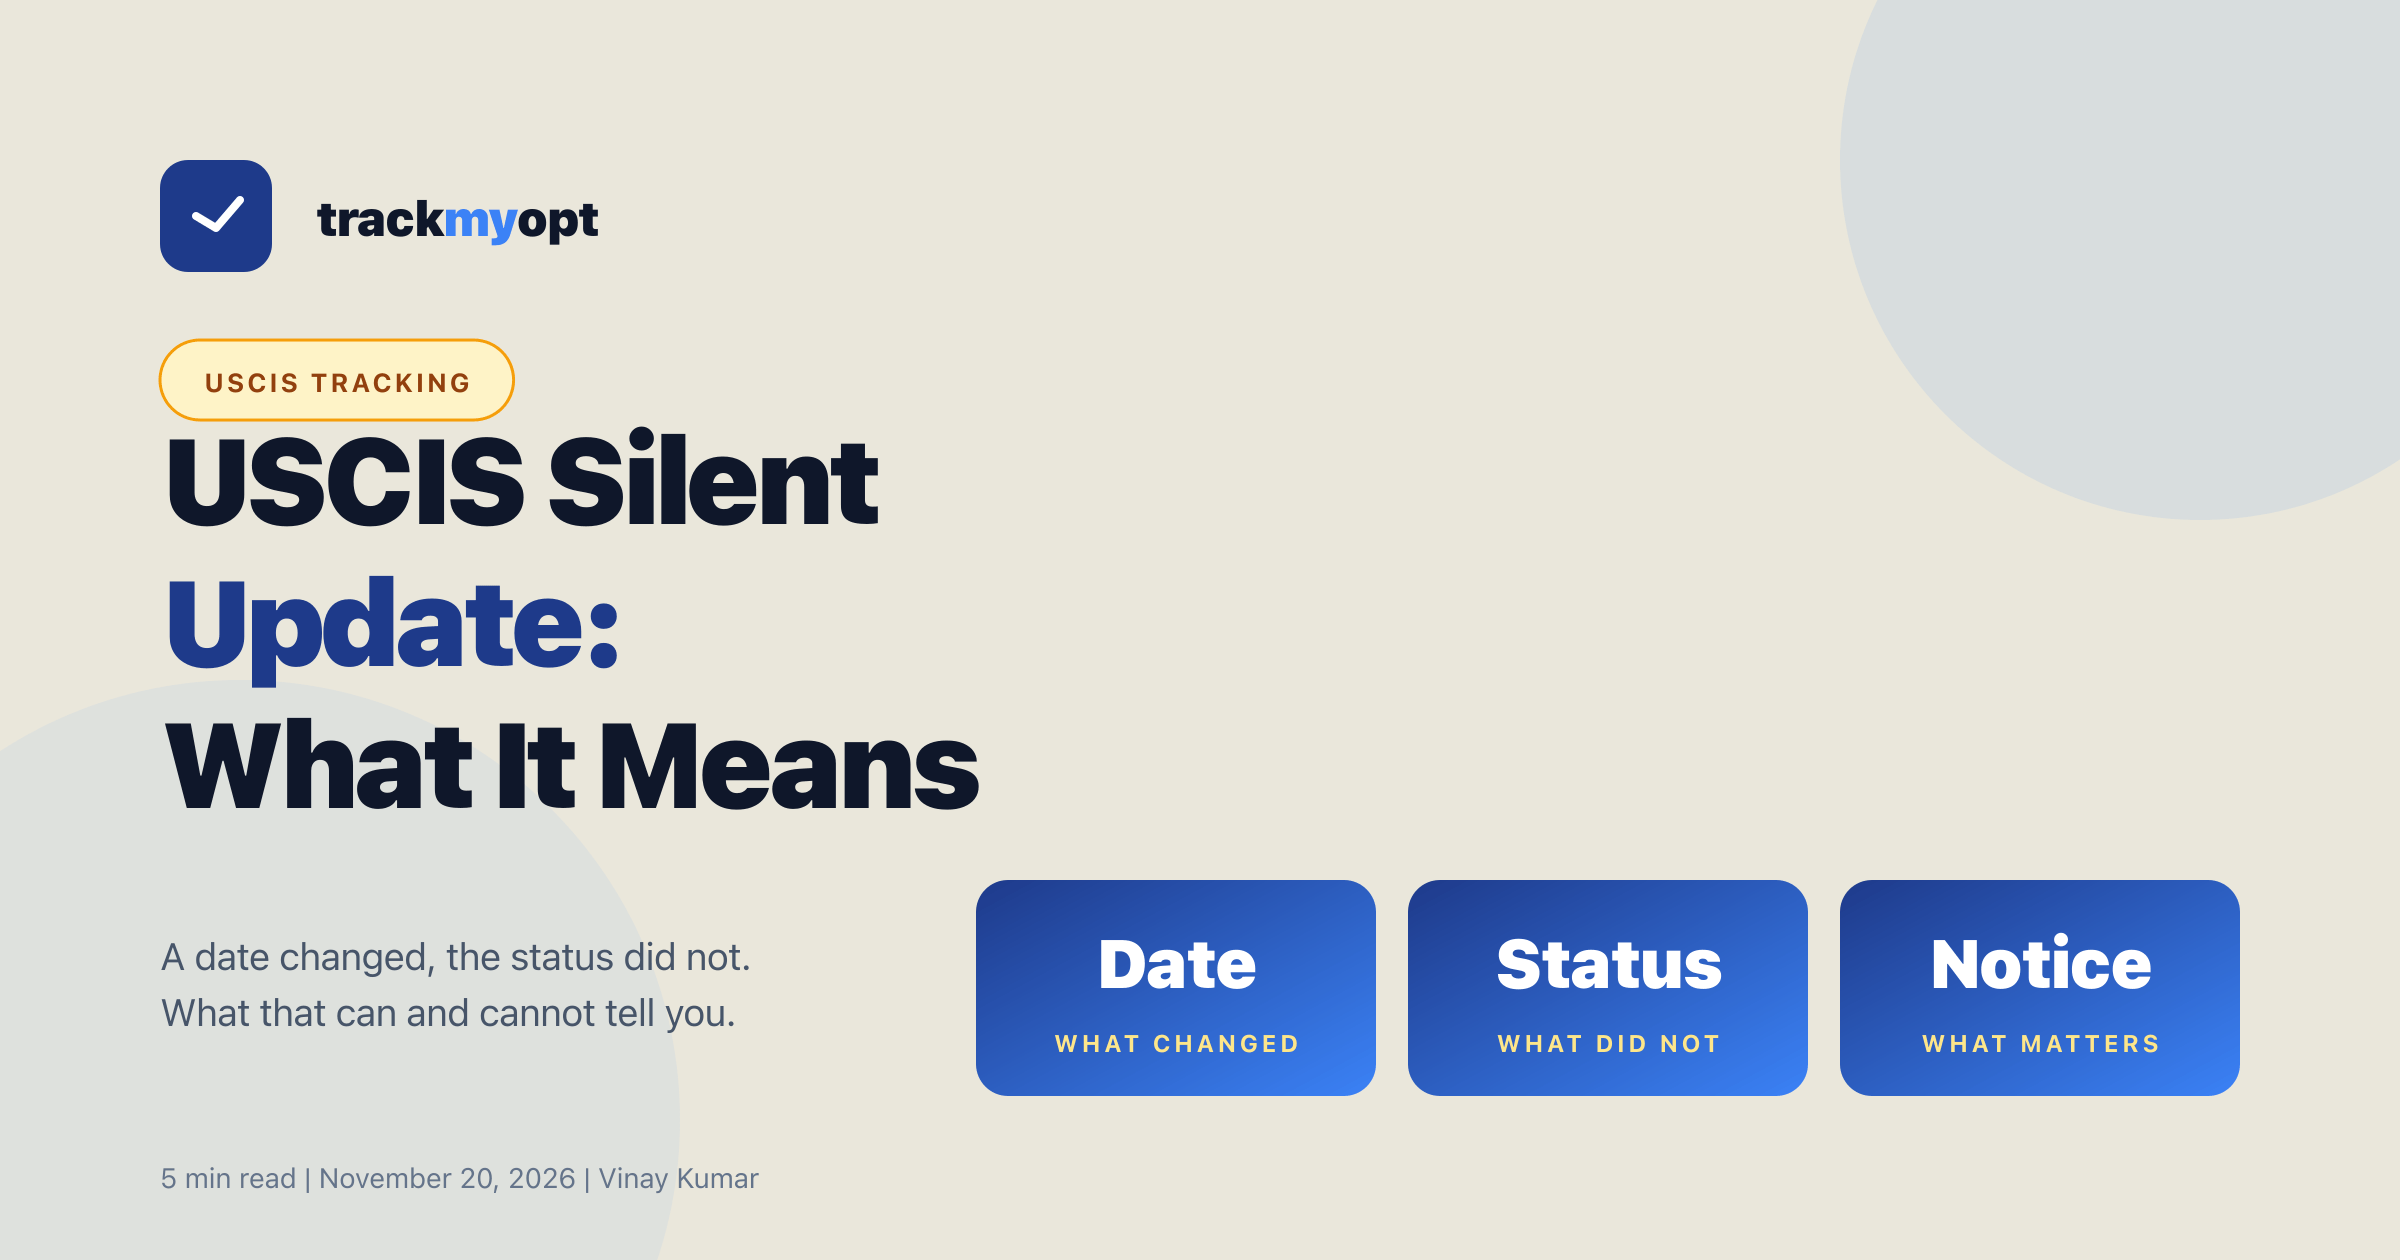 trackmyopt
USCIS TRACKING
USCIS Silent
Update:
What It Means
A date changed, the status did not.
What that can and cannot tell you.
Date
WHAT CHANGED
Status
WHAT DID NOT
Notice
WHAT MATTERS
5 min read | November 20, 2026 | Vinay Kumar